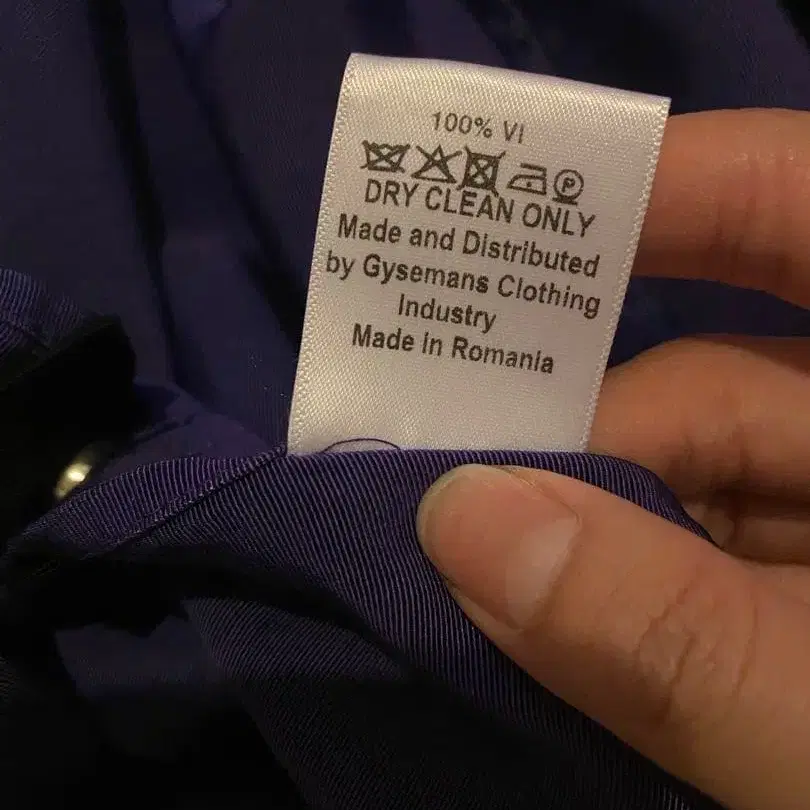 100% VI
P
DRY CLEAN ONLY
Made and Distributed
by Gysemans Clothing
Industry
Made in Romania